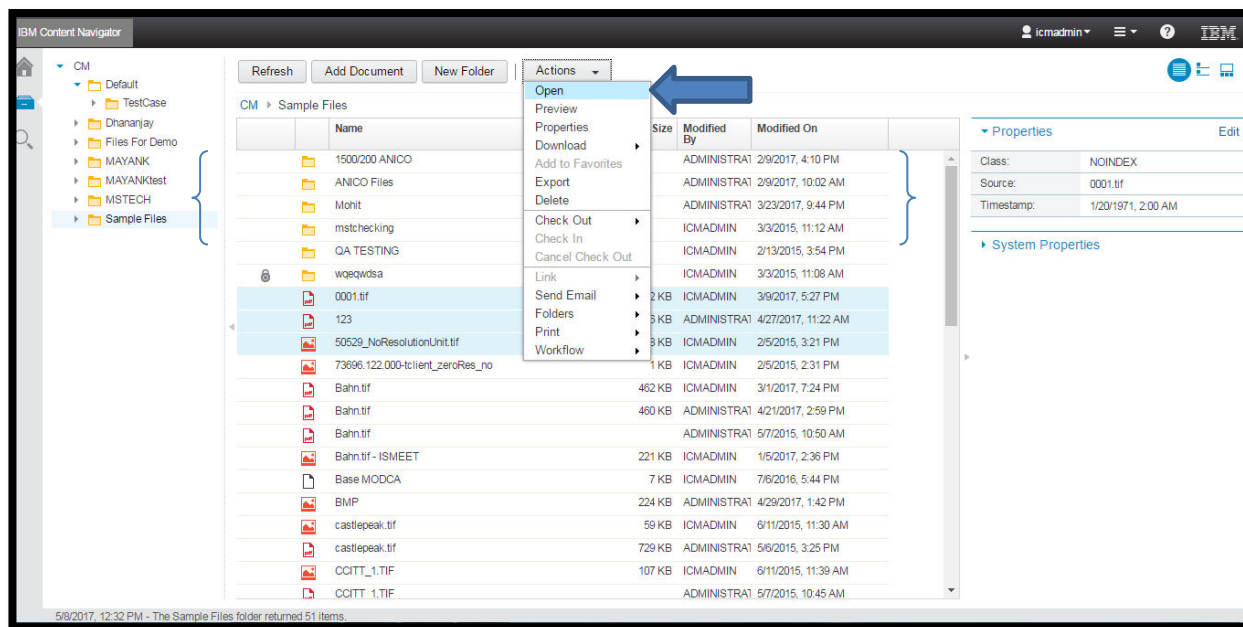 IBM Content Navigator
icmadmin
?
IBM
CM
Default
TestCase
Dhananjay
Files For Demo
MAYANK
MAYANKtest
MSTECH
Sample Files
Refresh Add Document New Folder Actions
CM Sample Files
Open
Preview
Properties
Download
Add to Favorites
Export
Delete
Check Out
Check In
Cancel Check Out
Link
Send Email
Folders
Print
Workflow
Name Size Modified By Modified On
1500/200 ANICO ADMINISTRAT 2/9/2017, 4:10 PM
ANICO Files ADMINISTRAT 2/9/2017, 10:02 AM
Mohit ADMINISTRAT 3/23/2017, 9:44 PM
mstchecking ICMADMIN 3/3/2015, 11:12 AM
QA TESTING ICMADMIN 2/13/2015, 3:54 PM
wqeqwdsa ICMADMIN 3/3/2015, 11:08 AM
0001.tif 2 KB ICMADMIN 3/9/2017, 5:27 PM
123 KB ADMINISTRAT 4/27/2017, 11:22 AM
50529_NoResolutionUnit.tif KB ICMADMIN 2/5/2015, 3:21 PM
73696.122.000-tclient_zeroRes_no 1 KB ICMADMIN 2/5/2015, 2:31 PM
Bahn.tif 462 KB ICMADMIN 3/1/2017, 7:24 PM
Bahn.tif 460 KB ADMINISTRAT 4/21/2017, 2:59 PM
Bahn.tif ADMINISTRAT 5/7/2015, 10:50 AM
Bahn.tif - ISMEET 221 KB ICMADMIN 1/5/2017, 2:36 PM
Base MODCA 7 KB ICMADMIN 7/6/2016, 5:44 PM
BMP 224 KB ADMINISTRAT 4/29/2017, 1:42 PM
castlepeak.tif 59 KB ICMADMIN 6/11/2015, 11:30 AM
castlepeak.tif 729 KB ADMINISTRAT 5/6/2015, 3:25 PM
CCITT_1.TIF 107 KB ICMADMIN 6/11/2015, 11:39 AM
CCITT_1.TIF ADMINISTRAT 5/7/2015, 10:45 AM
Properties Edit
Class: NOINDEX
Source: 0001.tif
Timestamp: 1/20/1971, 2:00 AM
System Properties
5/8/2017, 12:32 PM - The Sample Files folder returned 51 items.